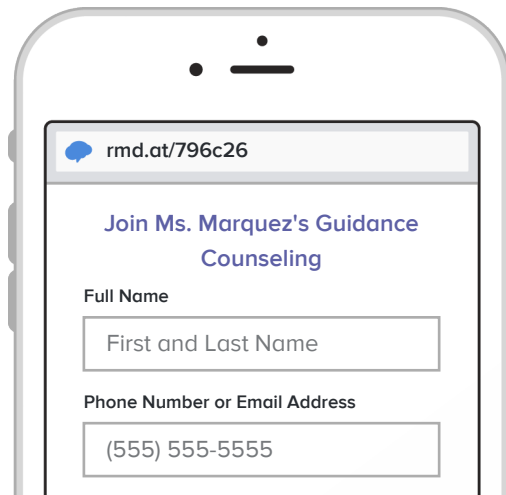 rmd.at/796c26
Join Ms. Marquez's Guidance
Counseling
Full Name
First and Last Name
Phone Number or Email Address
(555) 555-5555